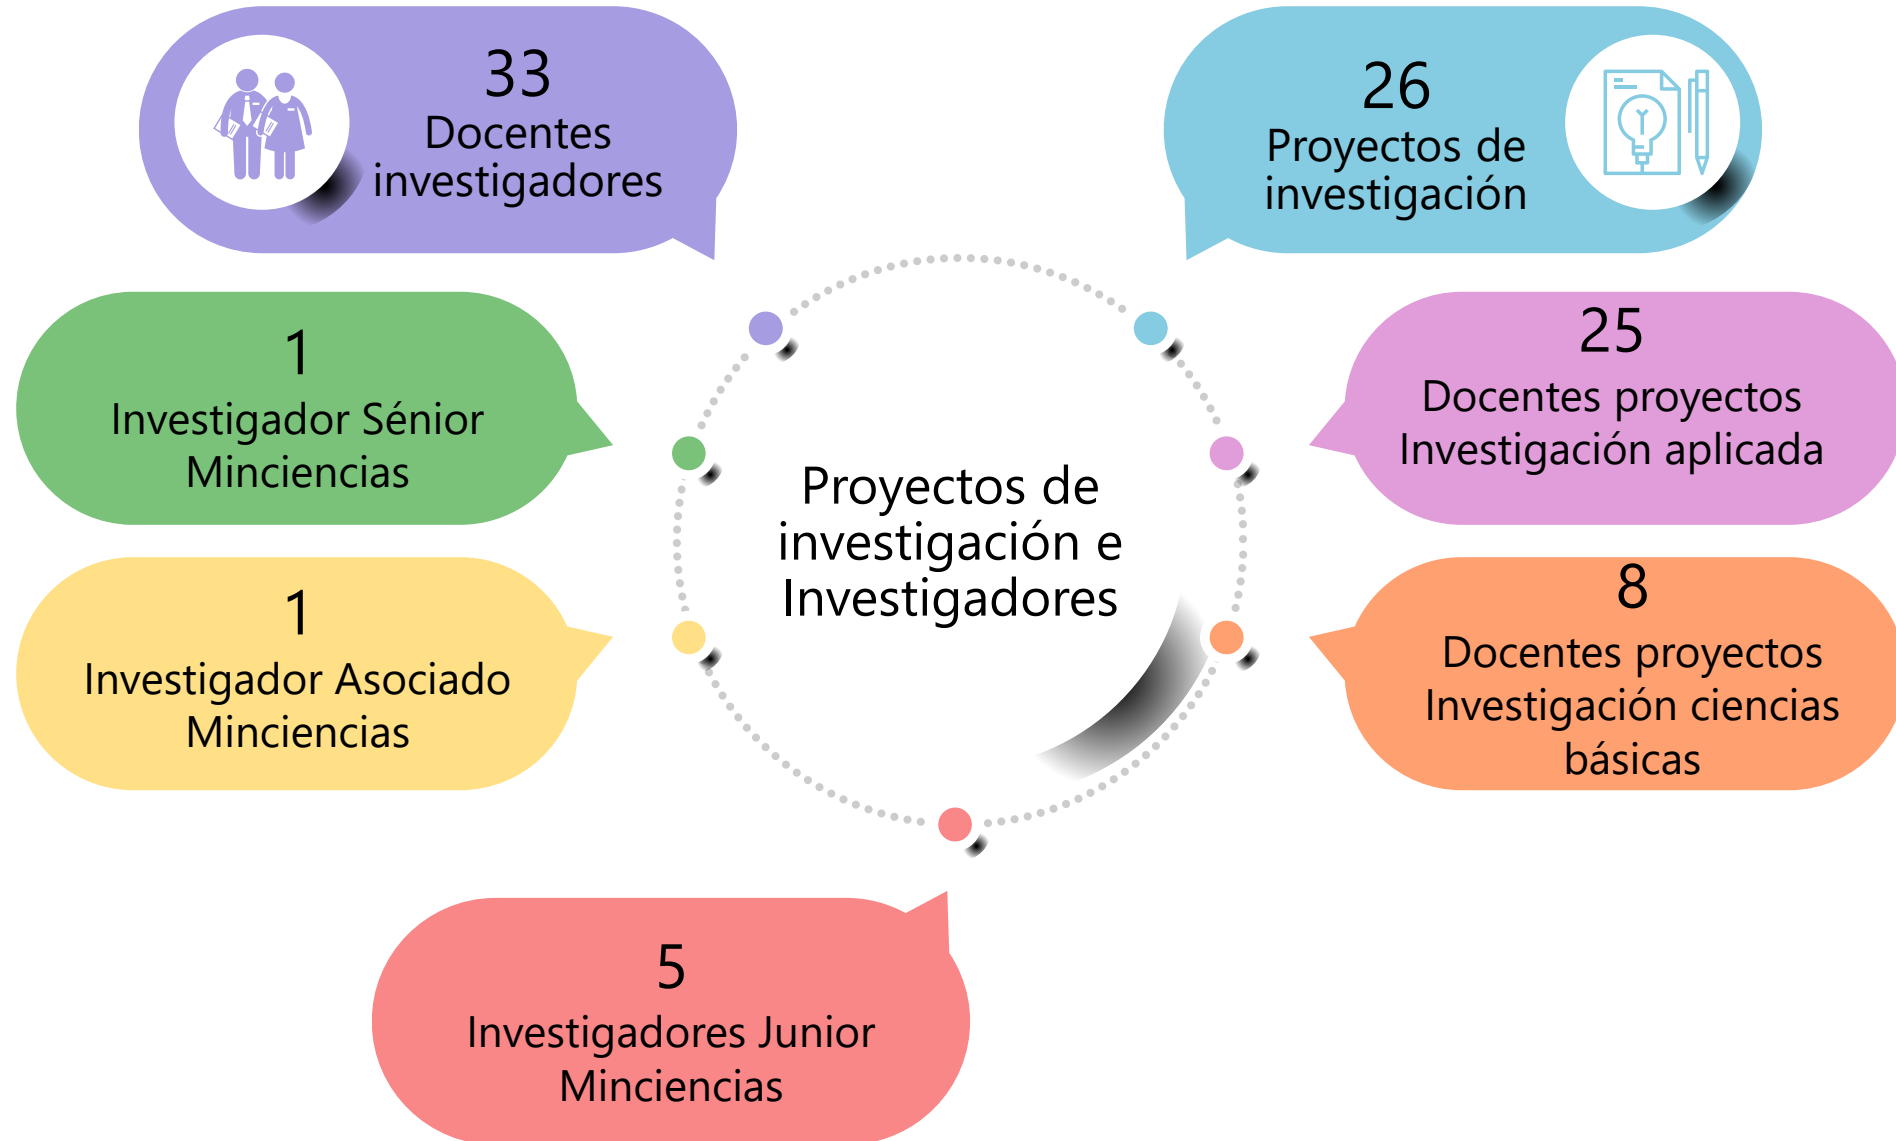 33
Docentes
investigadores
26
Proyectos de
investigación
1
Investigador Sénior
Minciencias
25
Docentes proyectos
Investigación aplicada
Proyectos de
investigación e
Investigadores
1
Investigador Asociado
Minciencias
8
Docentes proyectos
Investigación ciencias
básicas
5
Investigadores Junior
Minciencias